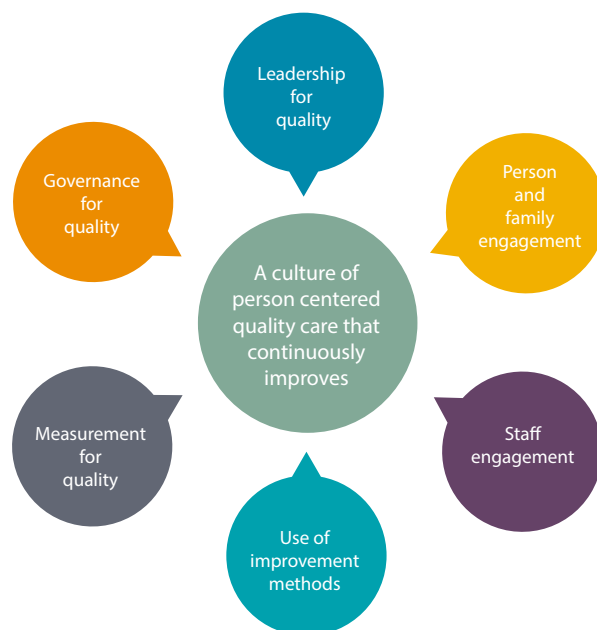 Leadership
for
quality
Person
and
family
engagement
Staff
engagement
Use of
improvement
methods
Measurement
for
quality
Governance
for
quality
A culture of
person centered
quality care that
continuously
improves